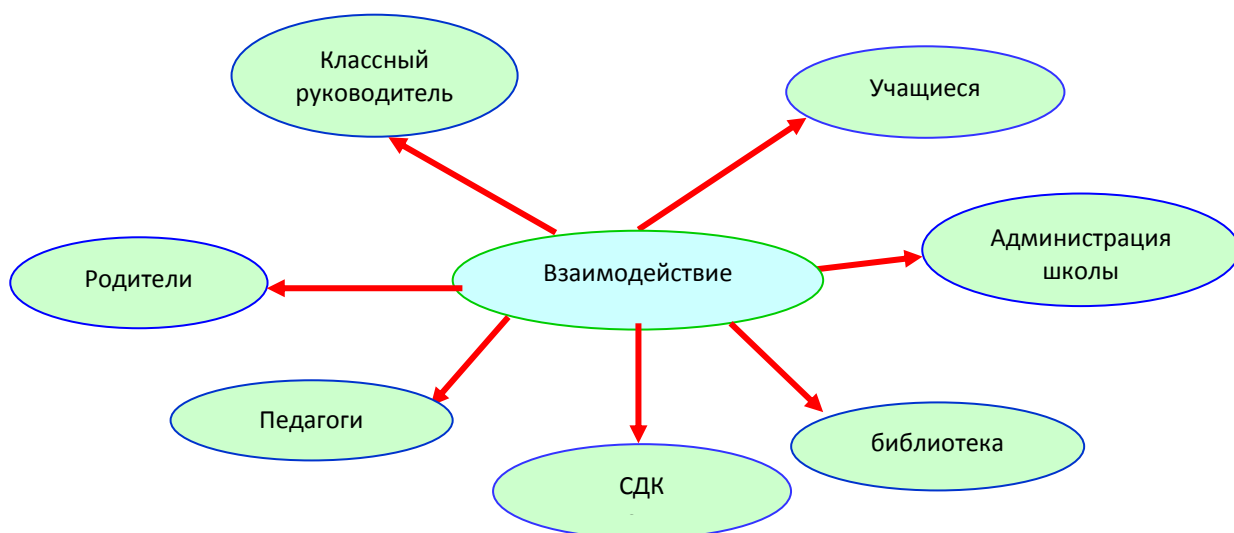 Классный
руководитель
Учащиеся
Администрация
школы
Взаимодействие
Родители
Педагоги
библиотека
СДК